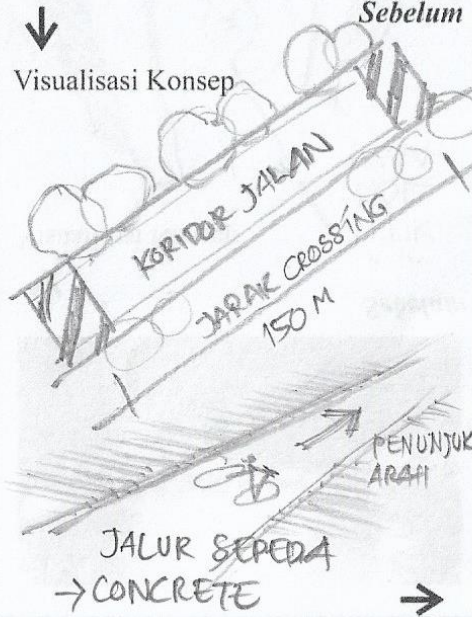 Sebelum
Visualisasi Konsep
KORIDOR JALAN
JARAK CROSSING
150 M
PENUNJUK
ARAH
JALUR SEPEDA
→ CONCRETE